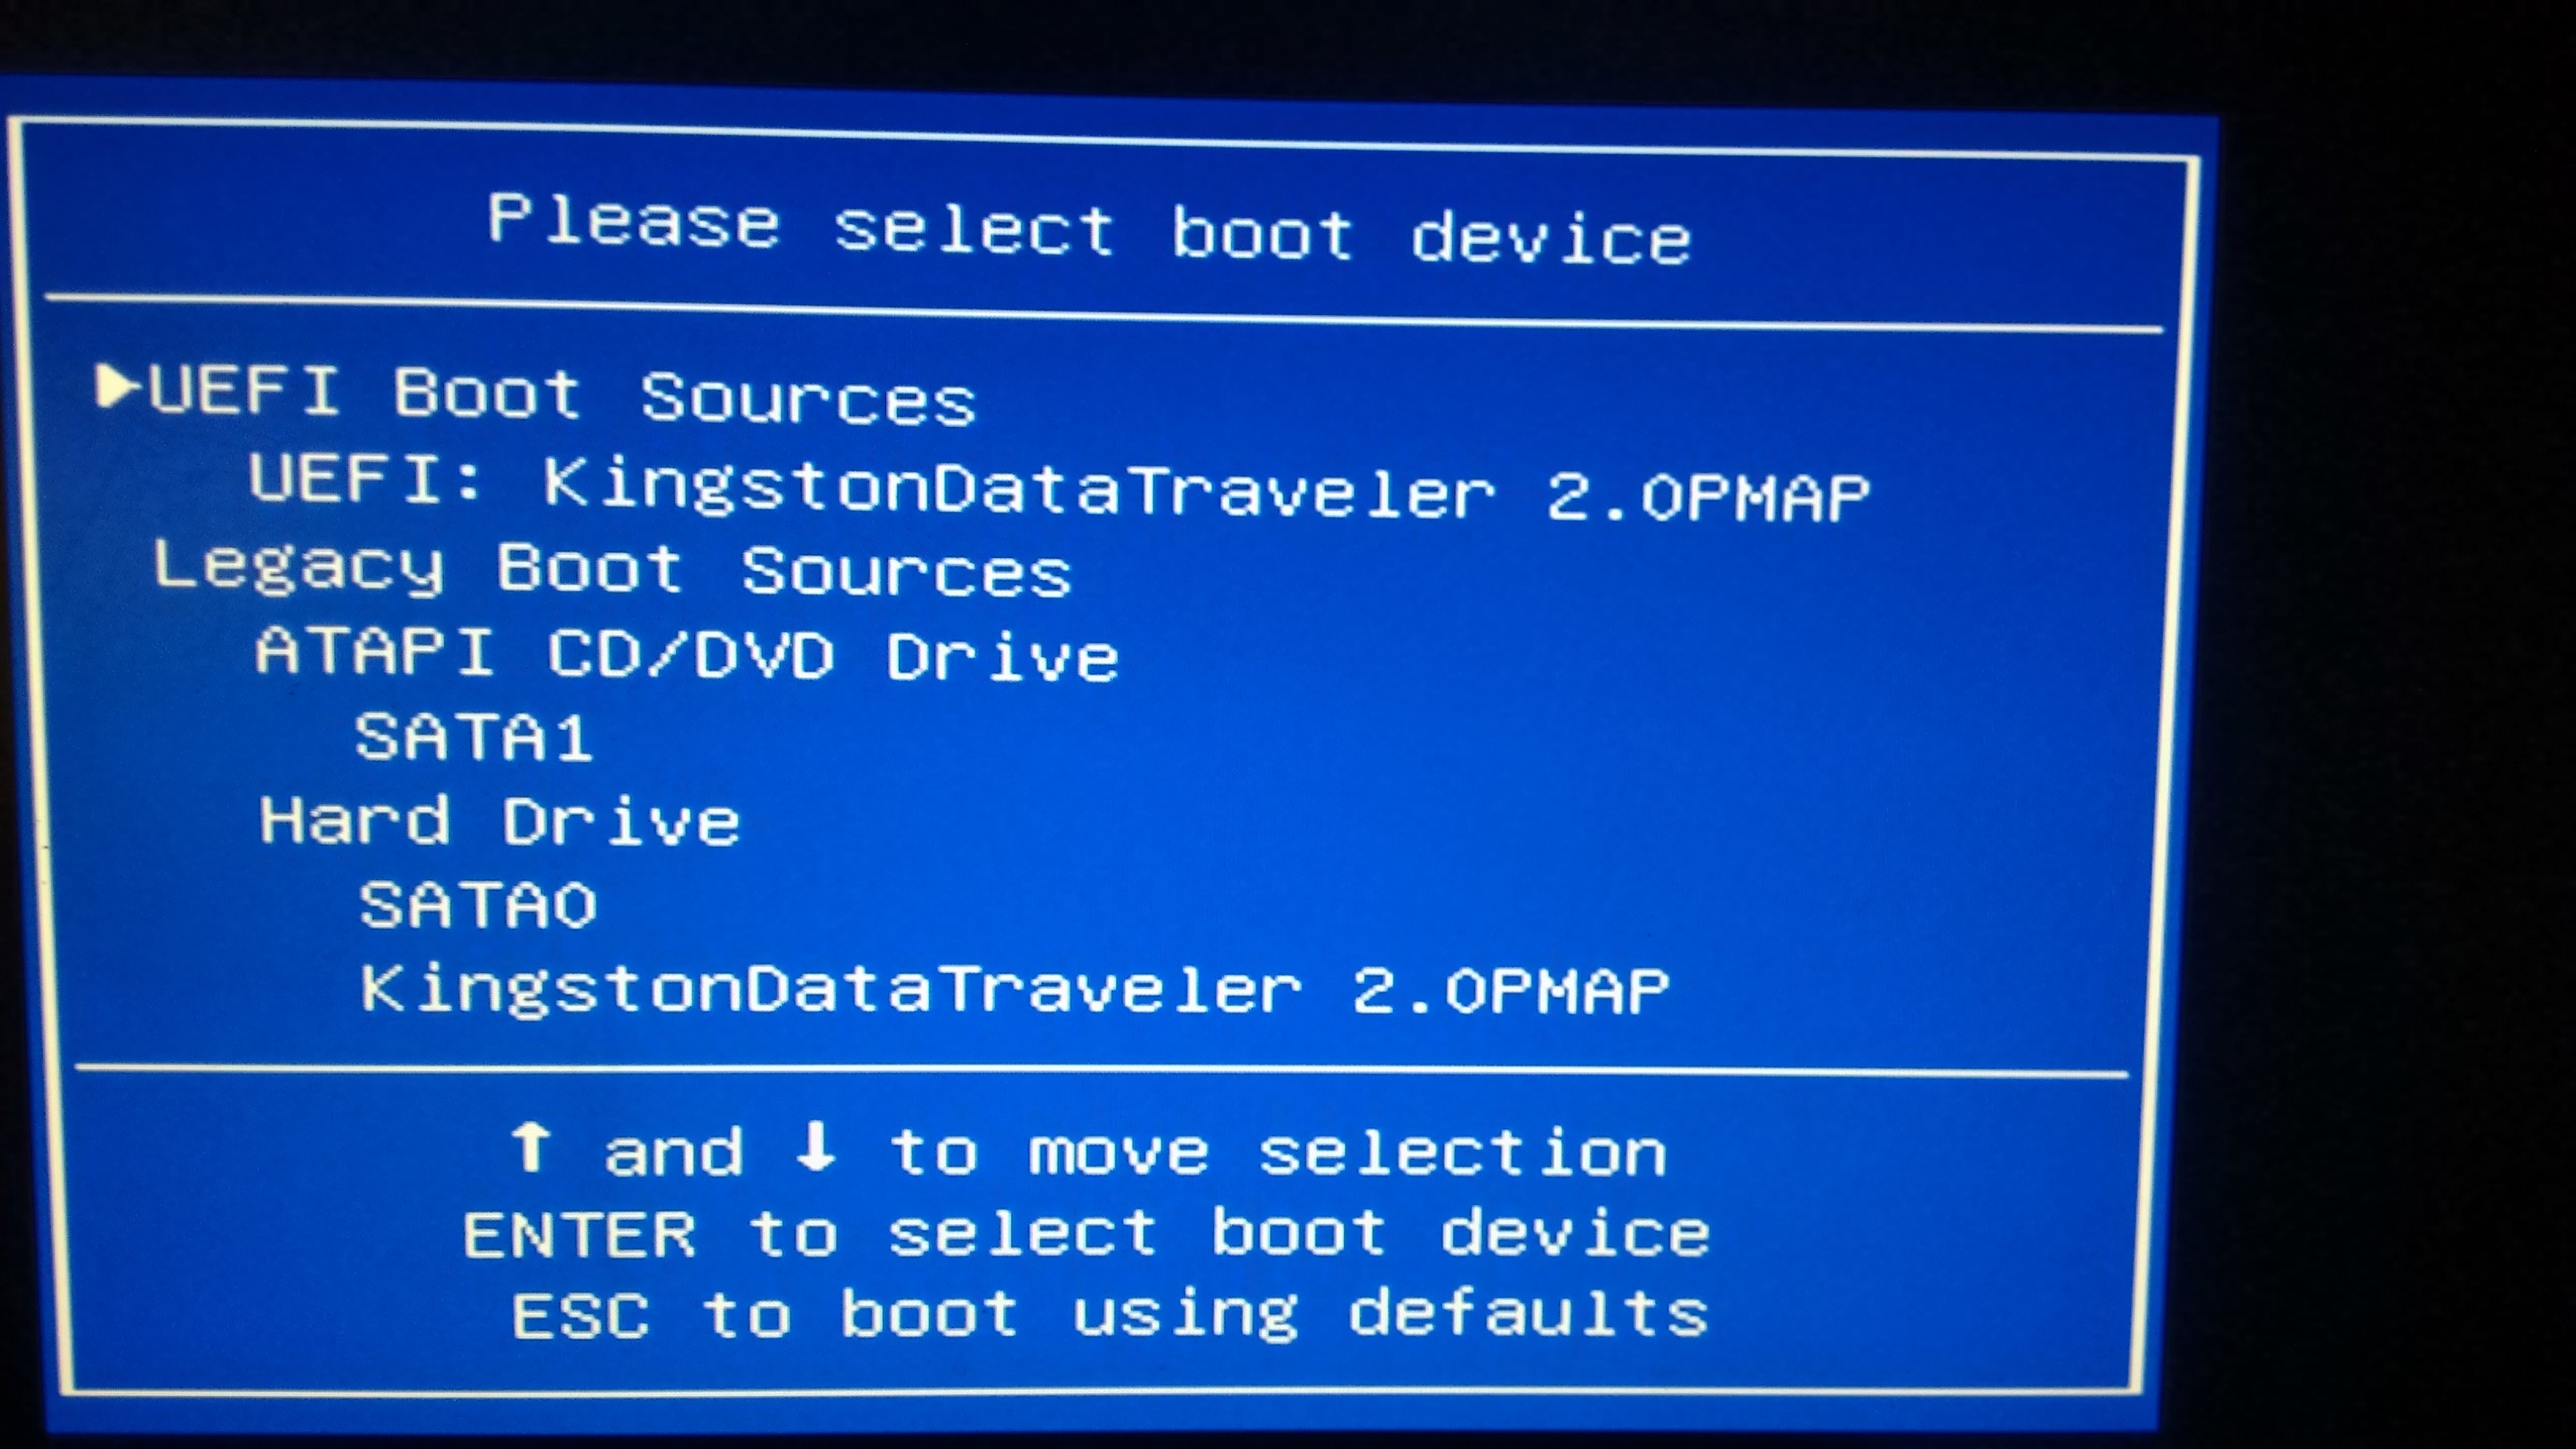 Please select boot device
►UEFI Boot Sources
UEFI: KingstonDataTraveler 2.0PMAP
Legacy Boot Sources
ATAPI CD/DVD Drive
SATA1
Hard Drive
SATA0
KingstonDataTraveler 2.0PMAP
↑ and ↓ to move selection
ENTER to select boot device
ESC to boot using defaults